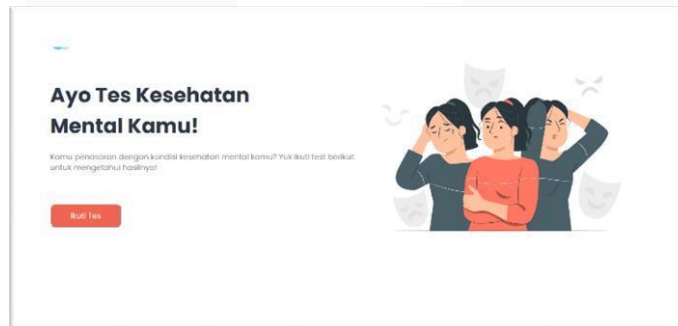 Ayo Tes Kesehatan
Mental Kamu!
Kamu penasaran dengan kondisi kesehatan mental kamu? Yuk ikuti test berikut
untuk mengetahui hasilnya!
Ikuti Tes